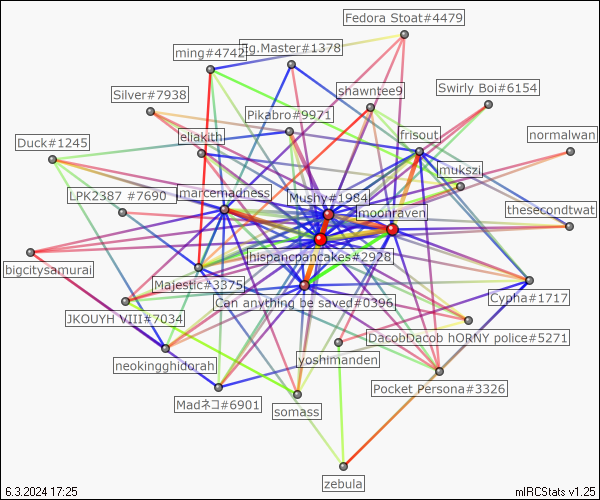 Fedora Stoat#4479
ming#4742
Eg.Master#1378
Swirly Boi#6154
shawntee9
Silver#7938
Pikabro#9971
frisout
normalwan
eliakith
Duck#1245
mukszi
LPK2387 #7690
marcemadness
Mushy#1984
moonraven
thesecondtwat
hispancpancakes#2928
bigcitysamurai
Majestic#3375
Can anything be saved#0396
Cypha#1717
JKOUYH VIII#7034
DacobDacob hORNY police#5271
neokingghidorah
yoshimanden
Pocket Persona#3326
Madネコ#6901
somass
zebula
6.3.2024 17:25
mIRCStats v1.25